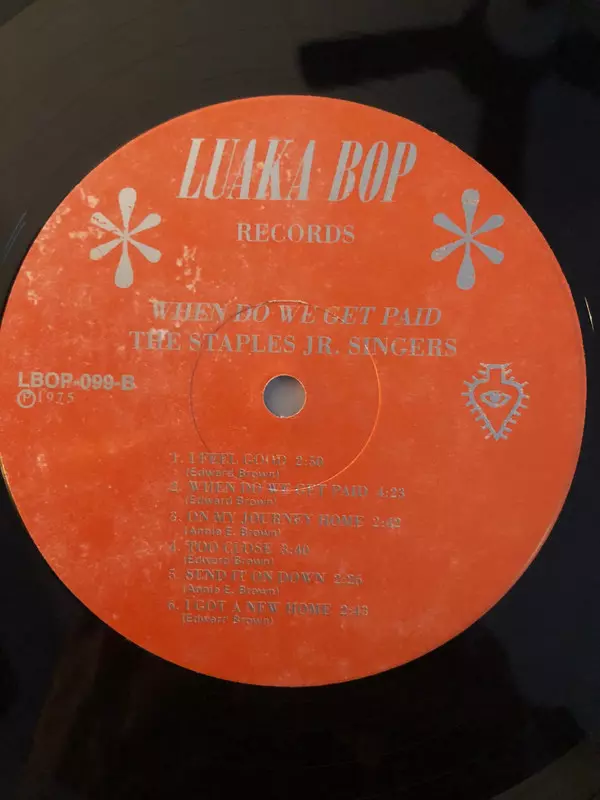 LUAKA BOP
RECORDS
WHEN DO WE GET PAID
THE STAPLES JR. SINGERS
LBOP-099-B
Ⓟ1975
1. I FEEL GOOD 2:59
(Edward Brown)
2. WHEN DO WE GET PAID 4:23
(Edward Brown)
3. ON MY JOURNEY HOME 2:42
(Annie E. Brown)
4. TOO CLOSE 3:40
(Edward Brown)
5. SEND IT ON DOWN 2:25
(Annie E. Brown)
6. I GOT A NEW HOME 2:43
(Edward Brown)